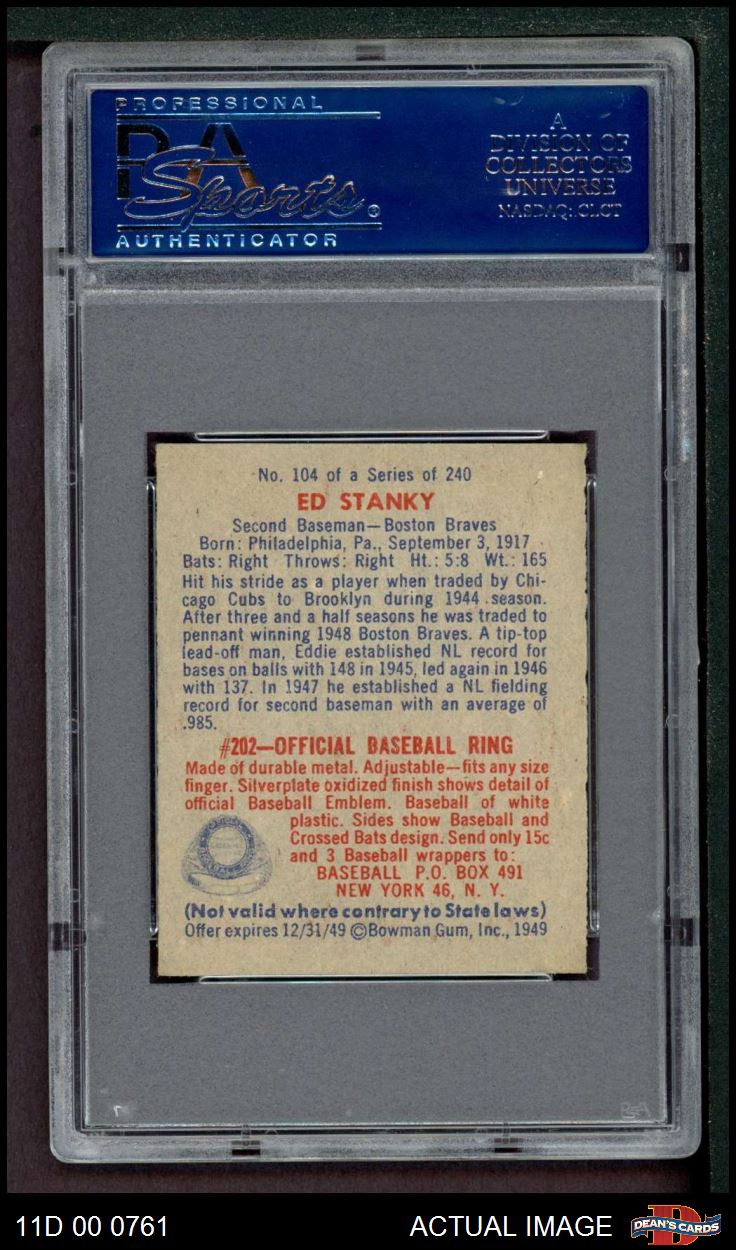 PROFESSIONAL
PSA
Sports
AUTHENTICATOR
A
DIVISION OF
COLLECTORS
UNIVERSE
NASDAQ: CLCT
No. 104 of a Series of 240
ED STANKY
Second Baseman—Boston Braves
Born: Philadelphia, Pa., September 3, 1917
Bats: Right Throws: Right Ht.: 5:8 Wt.: 165
Hit his stride as a player when traded by Chi-
cago Cubs to Brooklyn during 1944 season.
After three and a half seasons he was traded to
pennant winning 1948 Boston Braves. A tip-top
lead-off man, Eddie established NL record for
bases on balls with 148 in 1945, led again in 1946
with 137. In 1947 he established a NL fielding
record for second baseman with an average of
.985.
#202—OFFICIAL BASEBALL RING
Made of durable metal. Adjustable—fits any size
finger. Silverplate oxidized finish shows detail of
official Baseball Emblem. Baseball of white
plastic. Sides show Baseball and
Crossed Bats design. Send only 15c
and 3 Baseball wrappers to:
BASEBALL P.O. BOX 491
NEW YORK 46, N. Y.
(Not valid where contrary to State laws)
Offer expires 12/31/49 ©Bowman Gum, Inc., 1949
11D 00 0761
ACTUAL IMAGE
DEAN'S CARDS